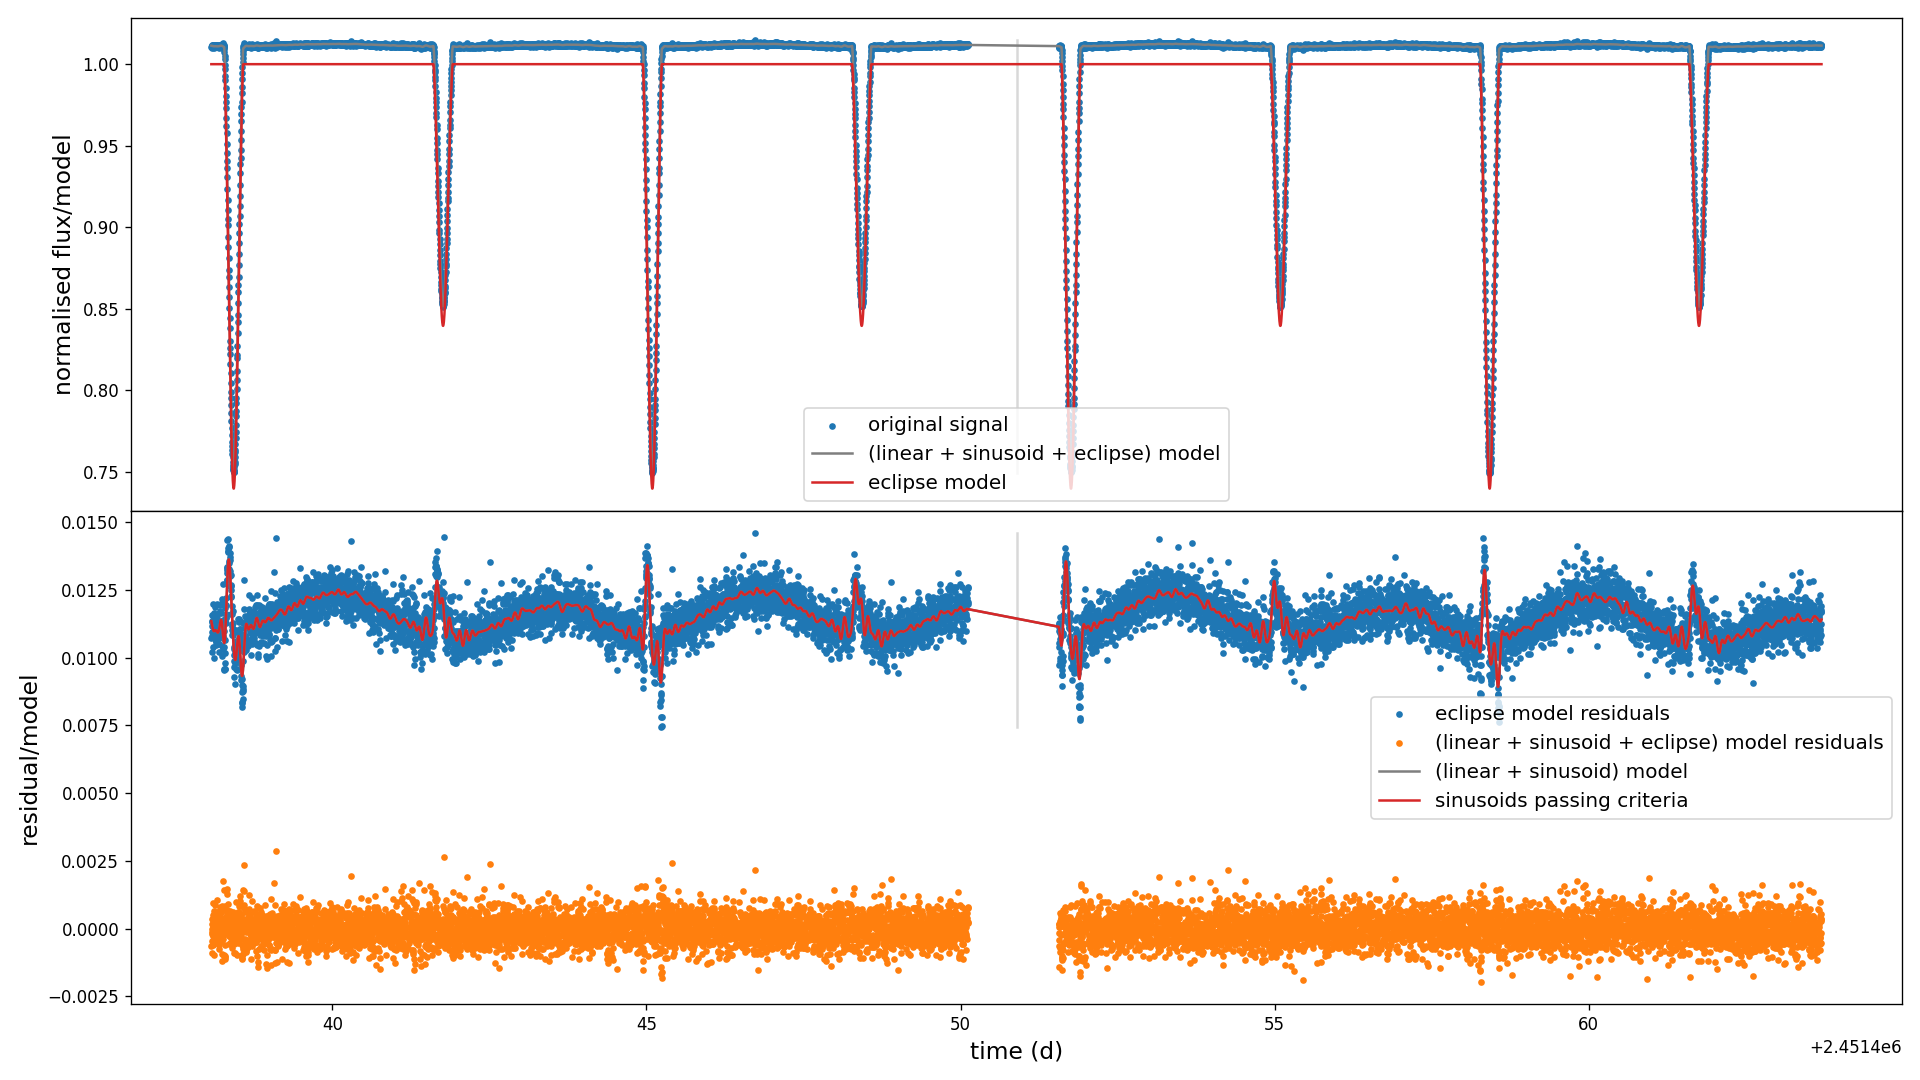 normalised flux/model
1.00
0.95
0.90
0.85
0.80
0.75
original signal
(linear + sinusoid + eclipse) model
eclipse model
residual/model
0.0150
0.0125
0.0100
0.0075
0.0050
0.0025
0.0000
−0.0025
eclipse model residuals
(linear + sinusoid + eclipse) model residuals
(linear + sinusoid) model
sinusoids passing criteria
40
45
50
55
60
time (d)
+2.4514e6